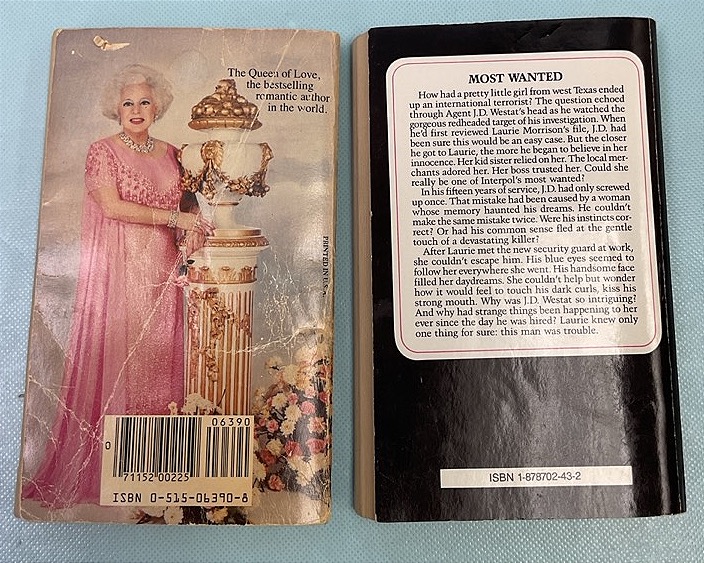 The Queen of Love,
the bestselling
romantic author
in the world.
PRINTED IN U.S.
06390
0
71152 00225
ISBN 0-515-06390-8
MOST WANTED
How had a pretty little girl from west Texas ended
up an international terrorist? The question echoed
through Agent J.D. Westat's head as he watched the
gorgeous redheaded target of his investigation. When
he'd first reviewed Laurie Morrison's file, J.D. had
been sure this would be an easy case. But the closer
he got to Laurie, the more he began to believe in her
innocence. Her kid sister relied on her. The local mer-
chants adored her. Her boss trusted her. Could she
really be one of Interpol's most wanted?
In his fifteen years of service, J.D. had only screwed
up once. That mistake had been caused by a woman
whose memory haunted his dreams. He couldn't
make the same mistake twice. Were his instincts cor-
rect? Or had his common sense fled at the gentle
touch of a devastating killer?
After Laurie met the new security guard at work,
she couldn't escape him. His blue eyes seemed to
follow her everywhere she went. His handsome face
filled her daydreams. She couldn't help but wonder
how it would feel to touch his dark curls, kiss his
strong mouth. Why was J.D. Westat so intriguing?
And why had strange things been happening to her
ever since the day he was hired? Laurie knew only
one thing for sure: this man was trouble.
ISBN 1-878702-43-2